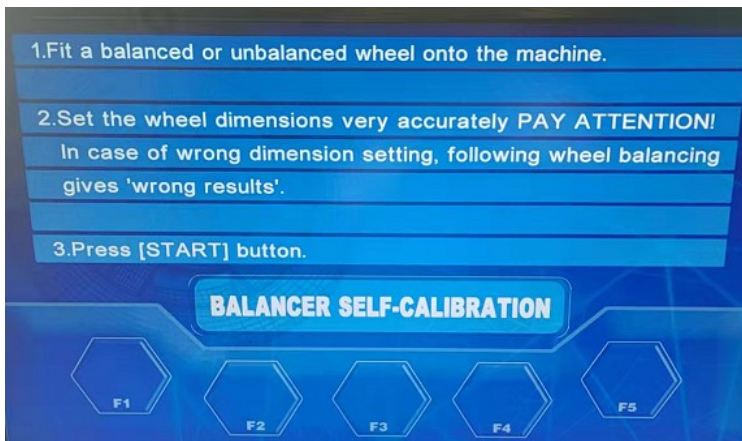 1.Fit a balanced or unbalanced wheel onto the machine.
2.Set the wheel dimensions very accurately PAY ATTENTION!
In case of wrong dimension setting, following wheel balancing
gives 'wrong results'.
3.Press [START] button.
BALANCER SELF-CALIBRATION
F1
F2
F3
F4
F5